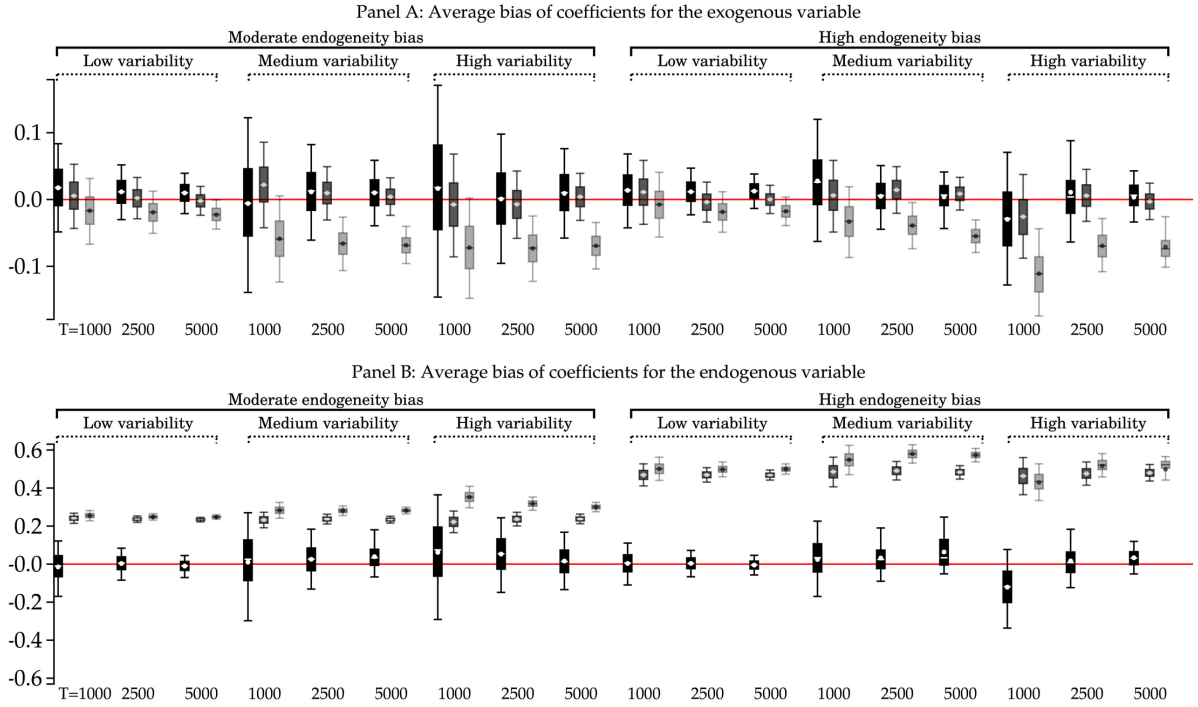 Panel A: Average bias of coefficients for the exogenous variable
Moderate endogeneity bias High endogeneity bias
Low variability Medium variability High variability Low variability Medium variability High variability
0.1
0.0
-0.1
T=1000 2500 5000 1000 2500 5000 1000 2500 5000 1000 2500 5000 1000 2500 5000 1000 2500 5000
Panel B: Average bias of coefficients for the endogenous variable
Moderate endogeneity bias High endogeneity bias
Low variability Medium variability High variability Low variability Medium variability High variability
0.6
0.4
0.2
-0.0
-0.2
-0.4
-0.6
T=1000 2500 5000 1000 2500 5000 1000 2500 5000 1000 2500 5000 1000 2500 5000 1000 2500 5000